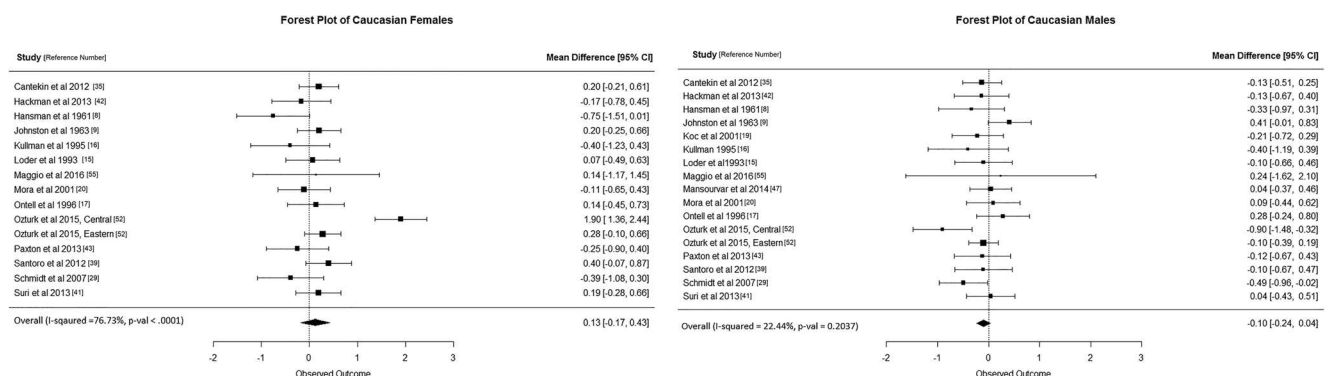 Forest Plot of Caucasian Females
Study [Reference Number] Mean Difference [95% CI]
Cantekin et al 2012 [35] 0.20 [-0.21, 0.61]
Hackman et al 2013 [42] -0.17 [-0.78, 0.45]
Hansman et al 1961 [8] -0.75 [-1.51, 0.01]
Johnston et al 1963 [9] 0.20 [-0.25, 0.66]
Kullman et al 1995 [16] -0.40 [-1.23, 0.43]
Loder et al 1993 [15] 0.07 [-0.49, 0.63]
Maggio et al 2016 [55] 0.14 [-1.17, 1.45]
Mora et al 2001 [20] -0.11 [-0.65, 0.43]
Ontell et al 1996 [17] 0.14 [-0.45, 0.73]
Ozturk et al 2015, Central [52] 1.90 [ 1.36, 2.44]
Ozturk et al 2015, Eastern [52] 0.28 [-0.10, 0.66]
Paxton et al 2013 [43] -0.25 [-0.90, 0.40]
Santoro et al 2012 [39] 0.40 [-0.07, 0.87]
Schmidt et al 2007 [29] -0.39 [-1.08, 0.30]
Suri et al 2013 [41] 0.19 [-0.28, 0.66]
Overall (I-sqaured =76.73%, p-val < .0001) 0.13 [-0.17, 0.43]
-2 -1 0 1 2 3
Observed Outcome
Forest Plot of Caucasian Males
Study [Reference Number] Mean Difference [95% CI]
Cantekin et al 2012 [35] -0.13 [-0.51, 0.25]
Hackman et al 2013 [42] -0.13 [-0.67, 0.40]
Hansman et al 1961 [8] -0.33 [-0.97, 0.31]
Johnston et al 1963 [9] 0.41 [-0.01, 0.83]
Koc et al 2001 [19] -0.21 [-0.72, 0.29]
Kullman 1995 [16] -0.40 [-1.19, 0.39]
Loder et al1993 [15] -0.10 [-0.66, 0.46]
Maggio et al 2016 [55] 0.24 [-1.62, 2.10]
Mansourvar et al 2014 [47] 0.04 [-0.37, 0.46]
Mora et al 2001 [20] 0.09 [-0.44, 0.62]
Ontell et al 1996 [17] 0.28 [-0.24, 0.80]
Ozturk et al 2015, Central [52] -0.90 [-1.48, -0.32]
Ozturk et al 2015, Eastern [52] -0.10 [-0.39, 0.19]
Paxton et al 2013 [43] -0.12 [-0.67, 0.43]
Santoro et al 2012 [39] -0.10 [-0.67, 0.47]
Schmidt et al 2007 [29] -0.49 [-0.96, -0.02]
Suri et al 2013 [41] 0.04 [-0.43, 0.51]
Overall (I-squared = 22.44%, p-val = 0.2037) -0.10 [-0.24, 0.04]
-2 -1 0 1 2 3
Observed Outcome